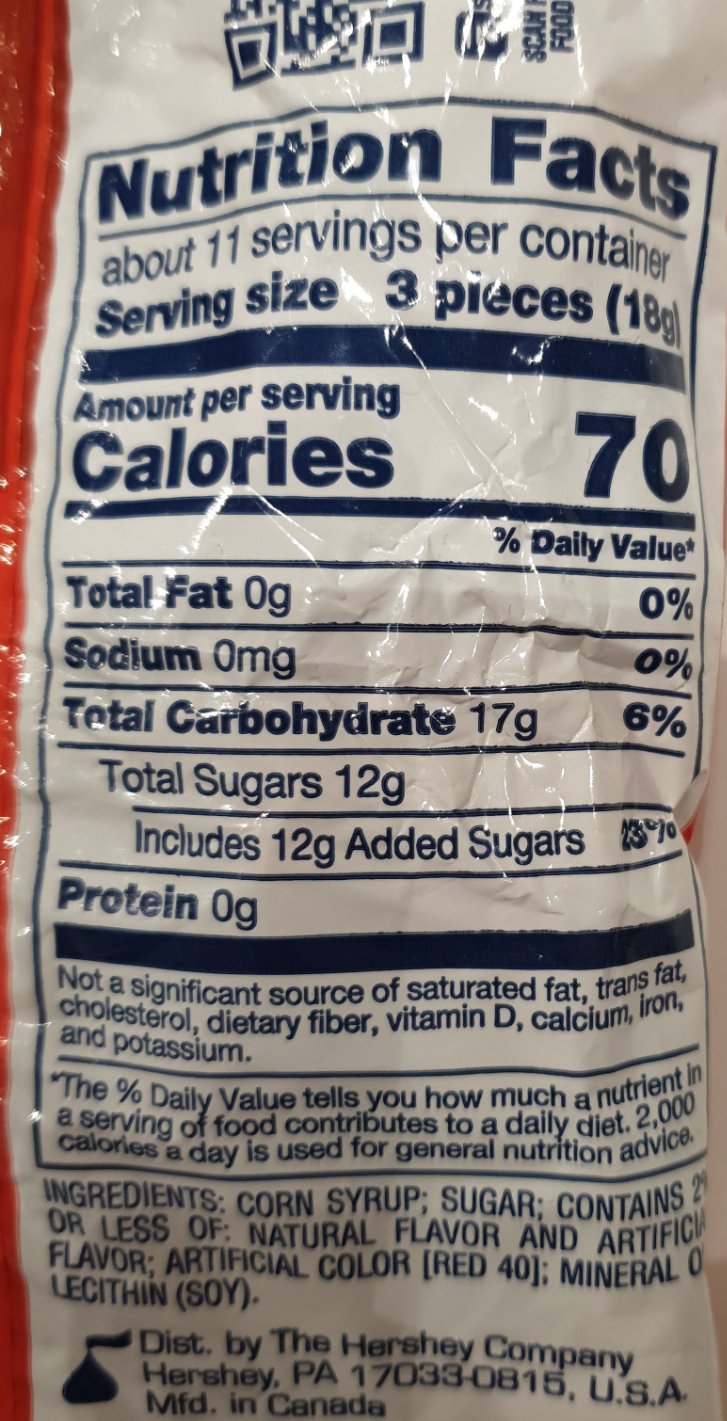 SCAN
FOOD
Nutrition Facts
about 11 servings per container
Serving size 3 pieces (18g)
Amount per serving
Calories 70
% Daily Value*
Total Fat 0g 0%
Sodium 0mg 0%
Total Carbohydrate 17g 6%
Total Sugars 12g
Includes 12g Added Sugars 23%
Protein 0g
Not a significant source of saturated fat, trans fat,
cholesterol, dietary fiber, vitamin D, calcium, iron,
and potassium.
*The % Daily Value tells you how much a nutrient in
a serving of food contributes to a daily diet. 2,000
calories a day is used for general nutrition advice.
INGREDIENTS: CORN SYRUP; SUGAR; CONTAINS 2%
OR LESS OF: NATURAL FLAVOR AND ARTIFICIA
FLAVOR; ARTIFICIAL COLOR [RED 40]; MINERAL O
LECITHIN (SOY).
Dist. by The Hershey Company
Hershey, PA 17033-0815, U.S.A.
Mfd. in Canada